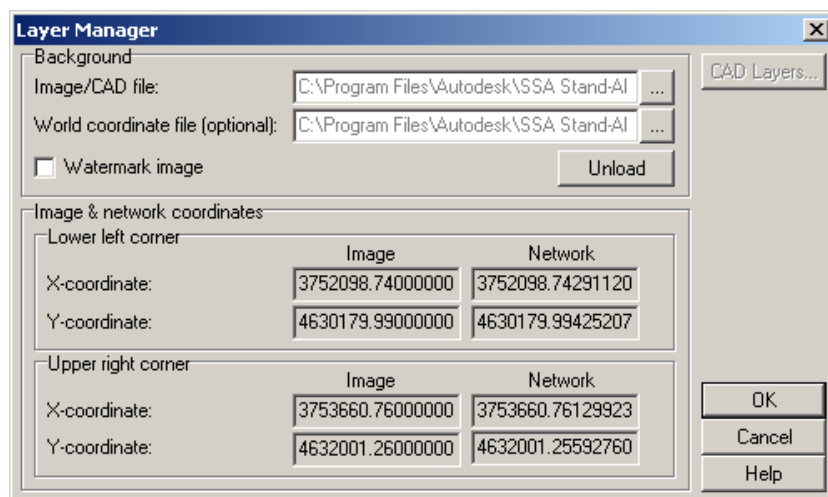 Layer Manager
Background
CAD Layers...
Image/CAD file: C:\Program Files\Autodesk\SSA Stand-Al ...
World coordinate file (optional): C:\Program Files\Autodesk\SSA Stand-Al ...
Watermark image Unload
Image & network coordinates
Lower left corner
Image Network
X-coordinate: 3752098.74000000 3752098.74291120
Y-coordinate: 4630179.99000000 4630179.99425207
Upper right corner
Image Network
X-coordinate: 3753660.76000000 3753660.76129923
Y-coordinate: 4632001.26000000 4632001.25592760
OK
Cancel
Help